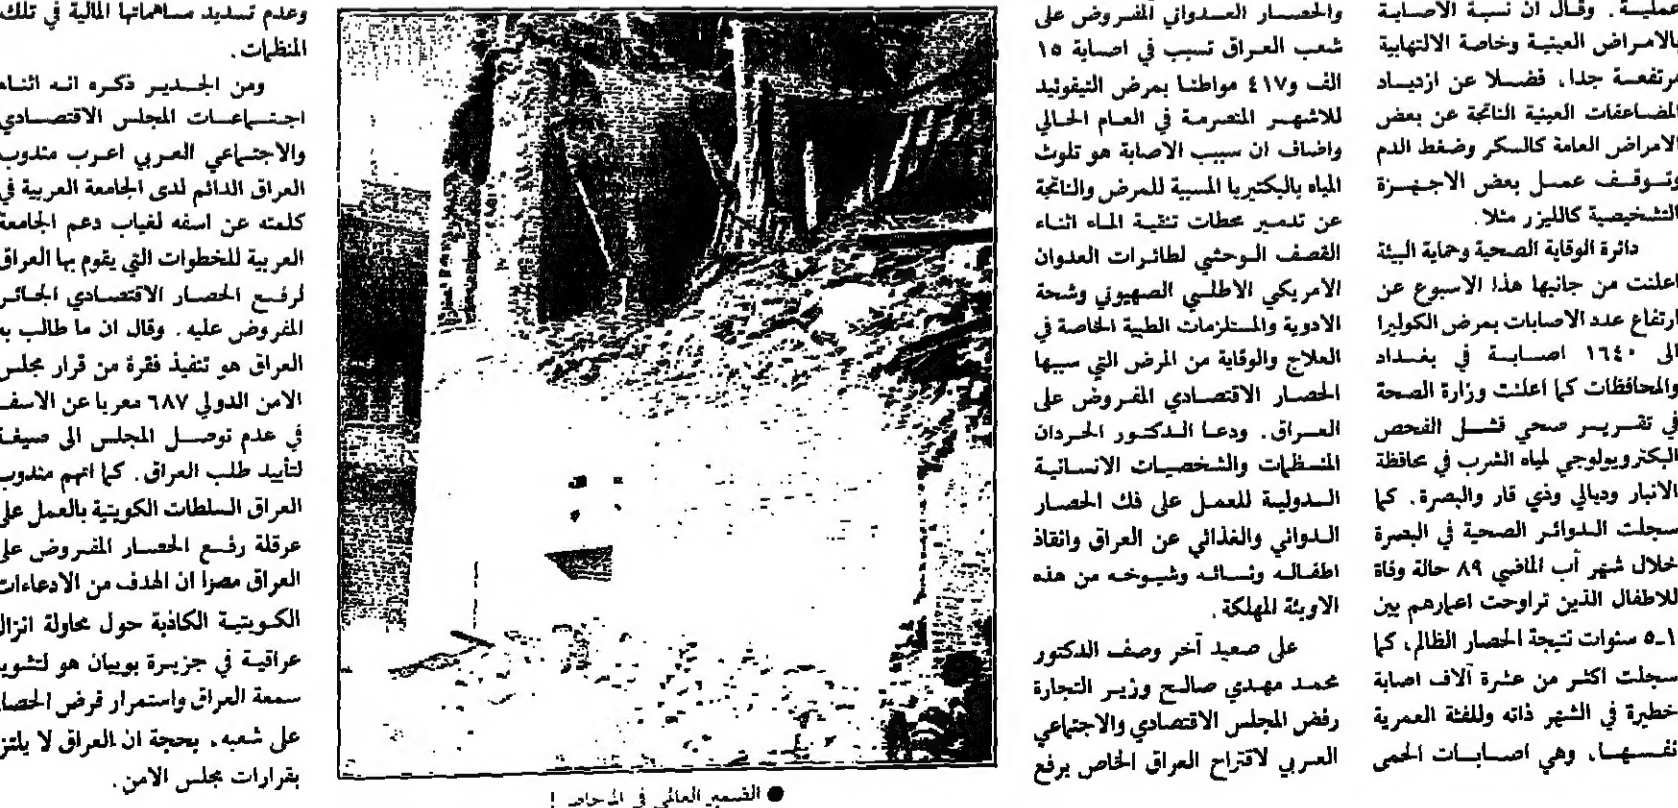 عملية. وقال ان نسبة الاصابة
بالامراض العينية وخاصة الالتهابية
مرتفعة جدا، فضلا عن ازدياد
المضاعفات العينية الناتجة عن بعض
الامراض العامة كالسكر وضغط الدم
وتوقف عمل بعض الاجهزة
التشخيصية كالليزر مثلا.
دائرة الوقاية الصحية وحماية البيئة
اعلنت من جانبها هذا الاسبوع عن
ارتفاع عدد الاصابات بمرض الكوليرا
الى ١٦٤٠ اصابة في بغداد
والمحافظات كما اعلنت وزارة الصحة
في تقرير صحي فشل الفحص
البكتروبولوجي لمياه الشرب في محافظة
الانبار وديالي وذي قار والبصرة. كما
سجلت الدوائر الصحية في البصرة
خلال شهر أب الماضي ٨٩ حالة وفاة
للاطفال الذين تراوحت اعمارهم بين
١ـ٥ سنوات نتيجة الحصار الظالم، كما
سجلت اكثر من عشرة آلاف اصابة
خطيرة في الشهر ذاته وللفئة العمرية
نفسها، وهي اصابات الحمى
والحصار العدواني المفروض على
شعب العراق تسبب في اصابة ١٥
الف و٤١٧ مواطنا بمرض التيفوئيد
للاشهر المنصرمة في العام الحالي
واضاف ان سبب الاصابة هو تلوث
المياه بالبكتيريا المسببة للمرض والناتجة
عن تدمير محطات تنقية الماء اثناء
القصف الوحشي لطائرات العدوان
الامريكي الاطلسي الصهيوني وشحة
الادوية والمستلزمات الطبية الخاصة في
العلاج والوقاية من المرض التي سببها
الحصار الاقتصادي المفروض على
العراق. ودعا الدكتور الحردان
المنظمات والشخصيات الانسانية
الدولية للعمل على فك الحصار
الدوائي والغذائي عن العراق وانقاذ
اطفاله ونسائه وشيوخه من هذه
الاوبئة المهلكة.
على صعيد آخر وصف الدكتور
محمد مهدي صالح وزير التجارة
رفض المجلس الاقتصادي والاجتماعي
العربي لاقتراح العراق الخاص برفع
● الضمير العالمي في !
وعدم تسديد مساهماتها المالية في تلك
المنظمات.
ومن الجدير ذكره انه اثناء
اجتماعات المجلس الاقتصادي
والاجتماعي العربي اعرب مندوب
العراق الدائم لدى الجامعة العربية في
كلمته عن اسفه لغياب دعم الجامعة
العربية للخطوات التي يقوم بها العراق
لرفع الحصار الاقتصادي الجائر
المفروض عليه. وقال ان ما طالب به
العراق هو تنفيذ فقرة من قرار مجلس
الامن الدولي ٦٨٧ معربا عن الاسف
في عدم توصل المجلس الى صيغة
لتأييد طلب العراق. كما اتهم مندوب
العراق السلطات الكويتية بالعمل على
عرقلة رفع الحصار المفروض على
العراق مصرا ان الهدف من الادعاءات
الكويتية الكاذبة حول محاولة انزال
عراقية في جزيرة بوبيان هو لتشويه
سمعة العراق واستمرار فرض الحصار
على شعبه، بحجة ان العراق لا يلتزم
بقرارات مجلس الامن.